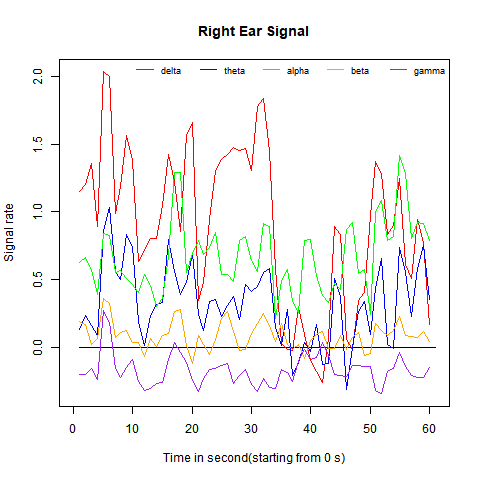 Right Ear Signal
delta theta alpha beta gamma
Signal rate
0.0 0.5 1.0 1.5 2.0
0 10 20 30 40 50 60
Time in second(starting from 0 s)